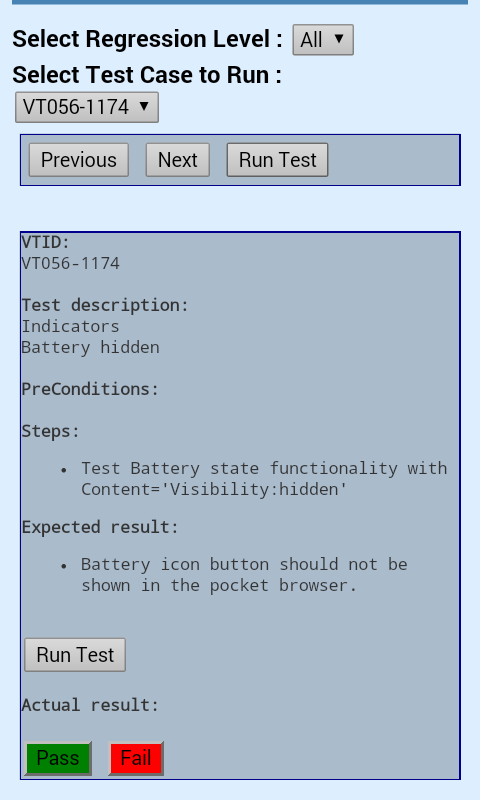 Select Regression Level : All
Select Test Case to Run :
VT056-1174
Previous Next Run Test
VTID:
VT056-1174
Test description:
Indicators
Battery hidden
PreConditions:
Steps:
• Test Battery state functionality with
Content='Visibility:hidden'
Expected result:
• Battery icon button should not be
shown in the pocket browser.
Run Test
Actual result:
Pass Fail